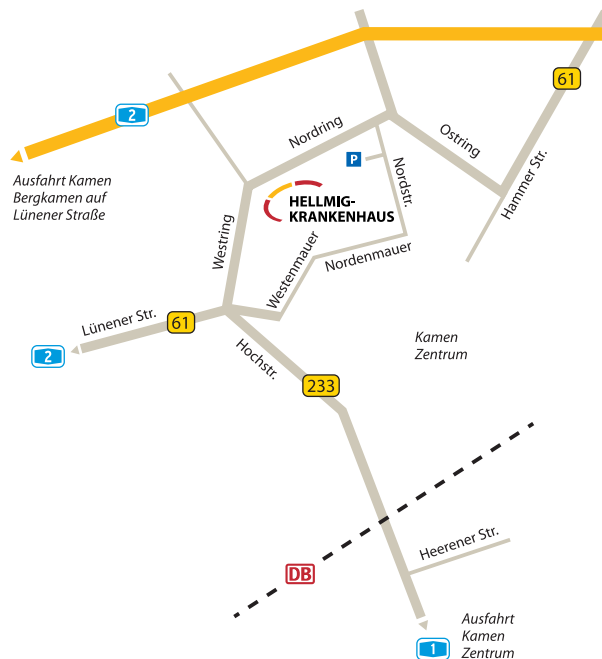 61
2
Nordring
Ostring
P
Hammer Str.
Nordstr.
Ausfahrt Kamen
Bergkamen auf
Lünener Straße
HELLMIG-
KRANKENHAUS
Westring
Westenmauer
Nordenmauer
Lünener Str.
61
2
Hochstr.
Kamen
Zentrum
233
Heerener Str.
DB
1
Ausfahrt
Kamen
Zentrum